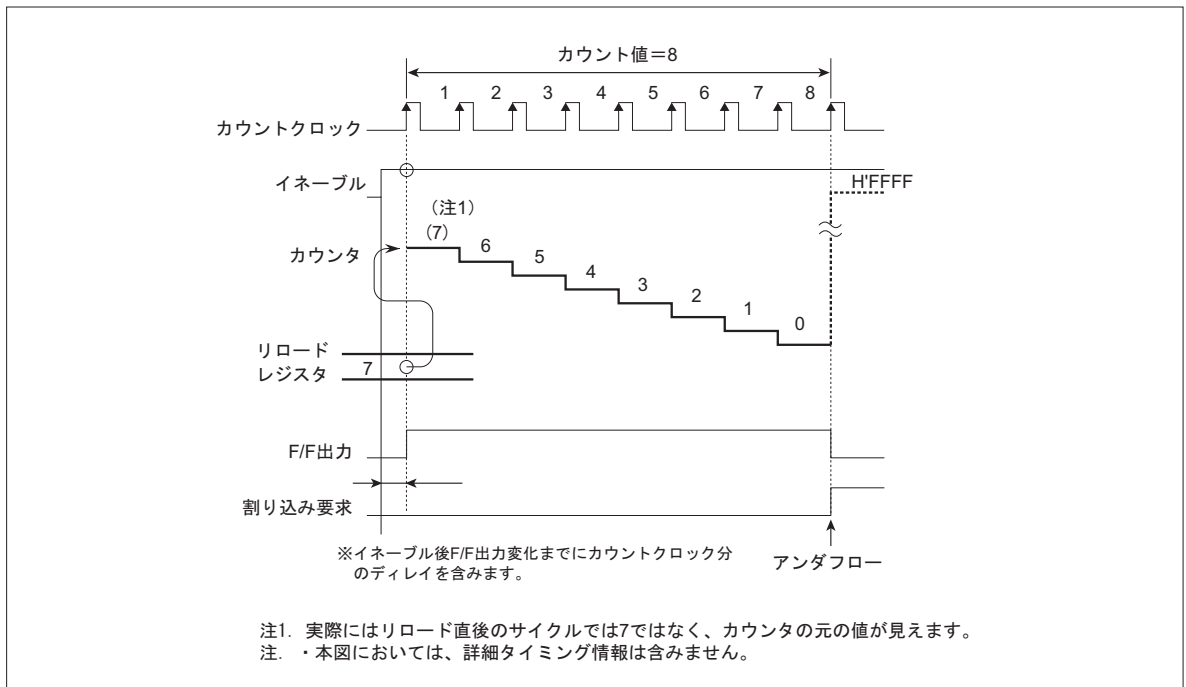 カウント値＝8
1 2 3 4 5 6 7 8
カウントクロック
イネーブル
H'FFFF
（注1）
(7)
6
5
4
3
2
1
0
カウンタ
リロード
レジスタ
7
F/F出力
割り込み要求
※イネーブル後F/F出力変化までにカウントクロック分
のディレイを含みます。
アンダフロー
注1. 実際にはリロード直後のサイクルでは7ではなく、カウンタの元の値が見えます。
注. ・本図においては、詳細タイミング情報は含みません。